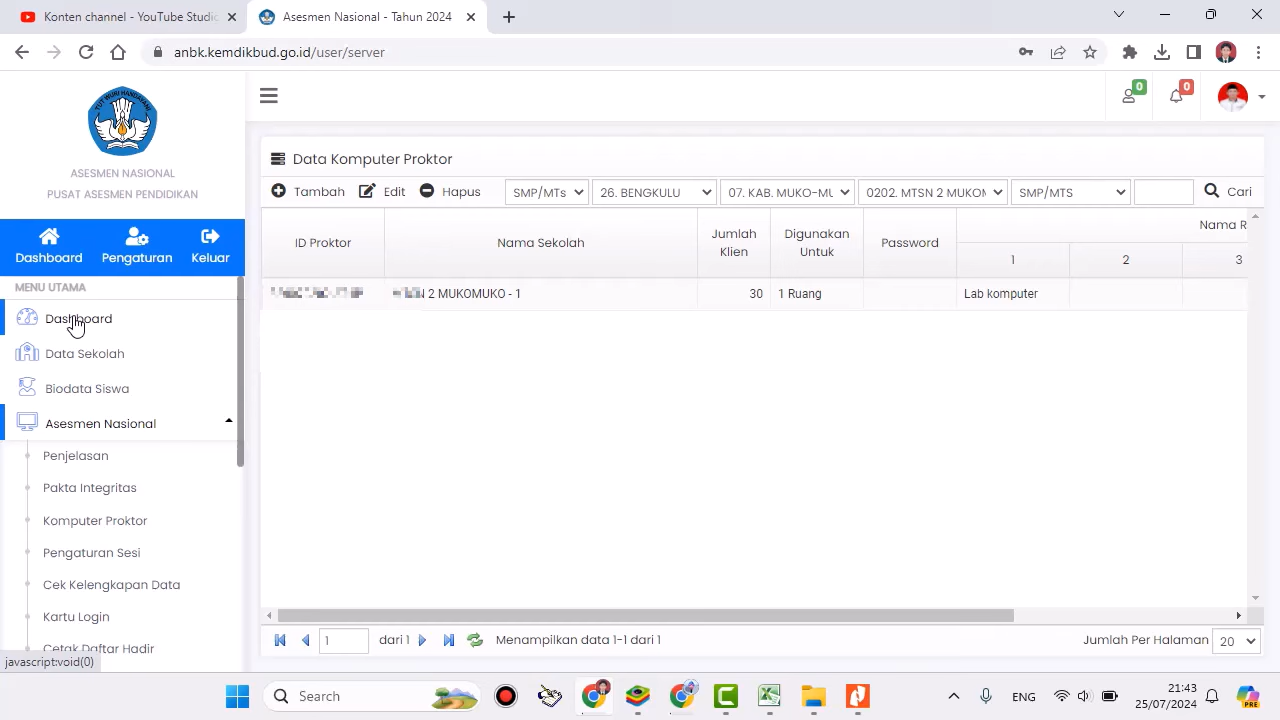 Konten channel - YouTube Studi
Asesmen Nasional - Tahun 2024
anbk.kemdikbud.go.id/user/server
ASESMEN NASIONAL
PUSAT ASESMEN PENDIDIKAN
Dashboard Pengaturan Keluar
MENU UTAMA
Dashboard
Data Sekolah
Biodata Siswa
Asesmen Nasional
Penjelasan
Pakta Integritas
Komputer Proktor
Pengaturan Sesi
Cek Kelengkapan Data
Kartu Login
Cetak Daftar Hadir
javascript:void(0)
0 0
Data Komputer Proktor
Tambah Edit Hapus SMP/MTs 26. BENGKULU 07. KAB. MUKO-MU 0202. MTSN 2 MUKOM SMP/MTS Cari
ID Proktor Nama Sekolah Jumlah Klien Digunakan Untuk Password Nama R
1 2 3
2 MUKOMUKO - 1 30 1 Ruang Lab komputer
1 dari 1 Menampilkan data 1-1 dari 1 Jumlah Per Halaman 20
Search
ENG
21:43
25/07/2024
PRE